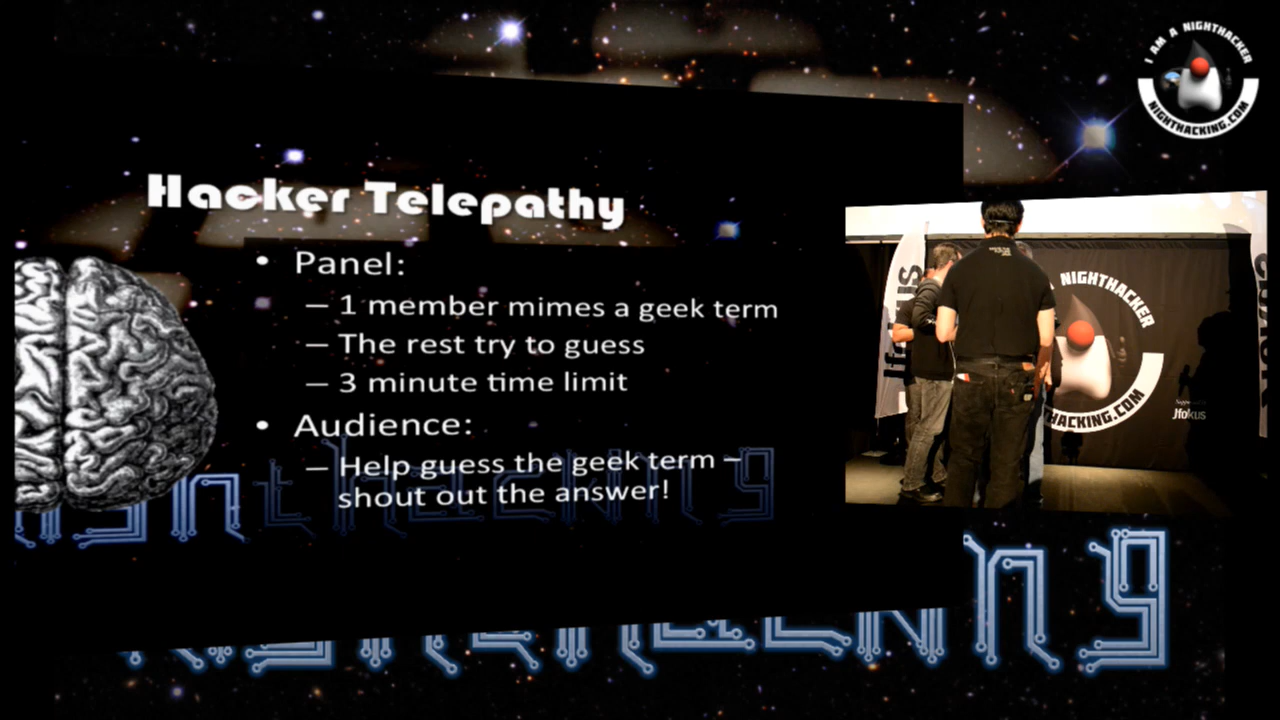 I AM A NIGHTHACKER
NIGHTHACKING.COM
Hacker Telepathy
• Panel:
– 1 member mimes a geek term
– The rest try to guess
– 3 minute time limit
• Audience:
– Help guess the geek term –
shout out the answer!
NIGHTHACKER
HACKING.COM
Jfokus
nighthacking